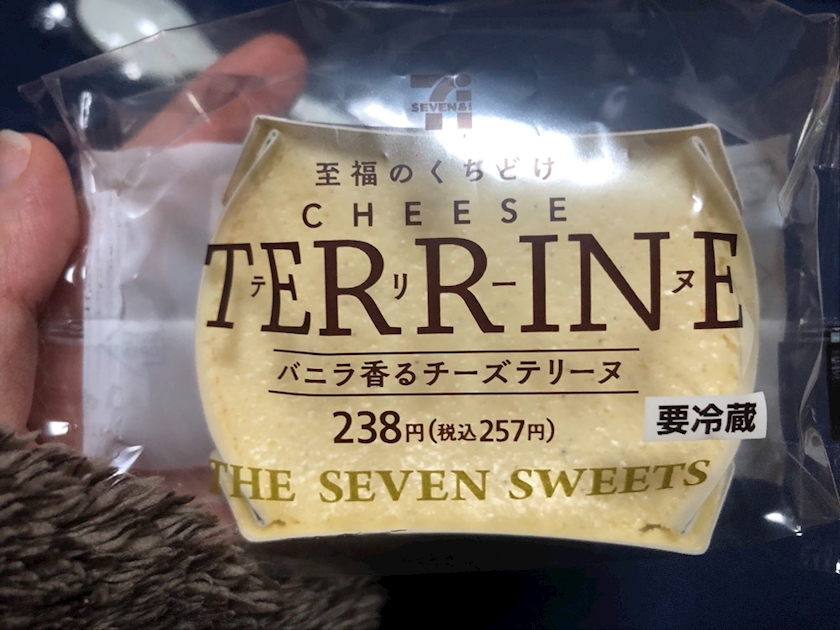 SEVEN&i
至福のくちどけ
CHEESE
TERRINE
テリーヌ
バニラ香るチーズテリーヌ
238円(税込257円)
要冷蔵
THE SEVEN SWEETS